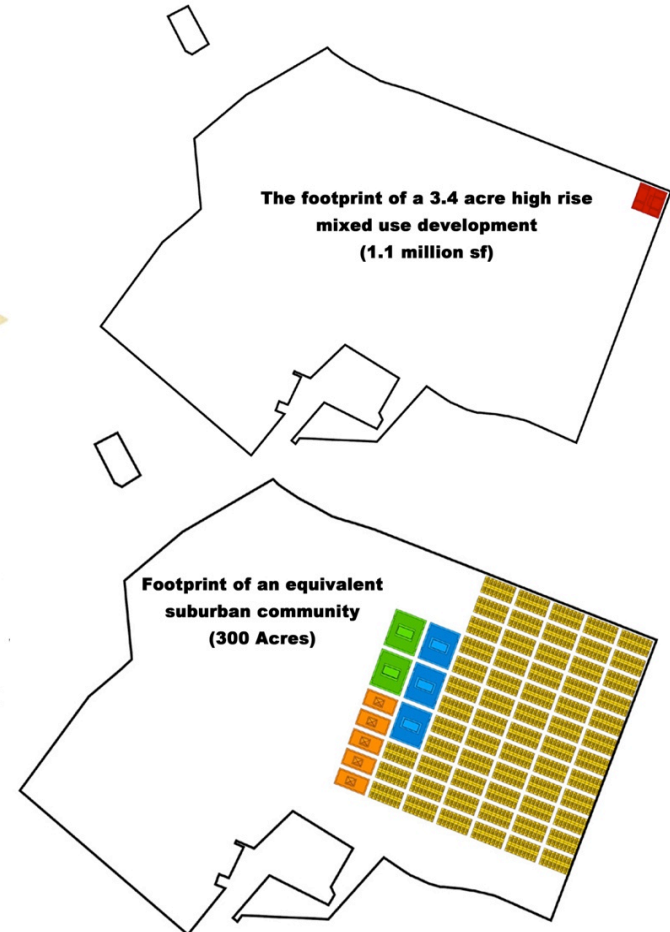 The footprint of a 3.4 acre high rise
mixed use development
(1.1 million sf)
Footprint of an equivalent
suburban community
(300 Acres)